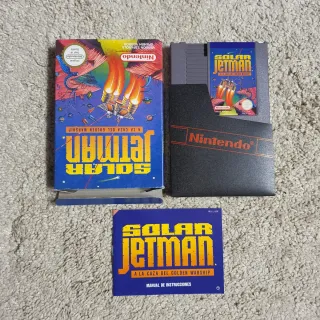 Nintendo
SOLAR
JETMAN
A LA CAZA DEL GOLDEN WARSHIP
SOLAR
JETMAN
Nintendo
SOLAR
JETMAN
A LA CAZA DEL GOLDEN WARSHIP
MANUAL DE INSTRUCCIONES